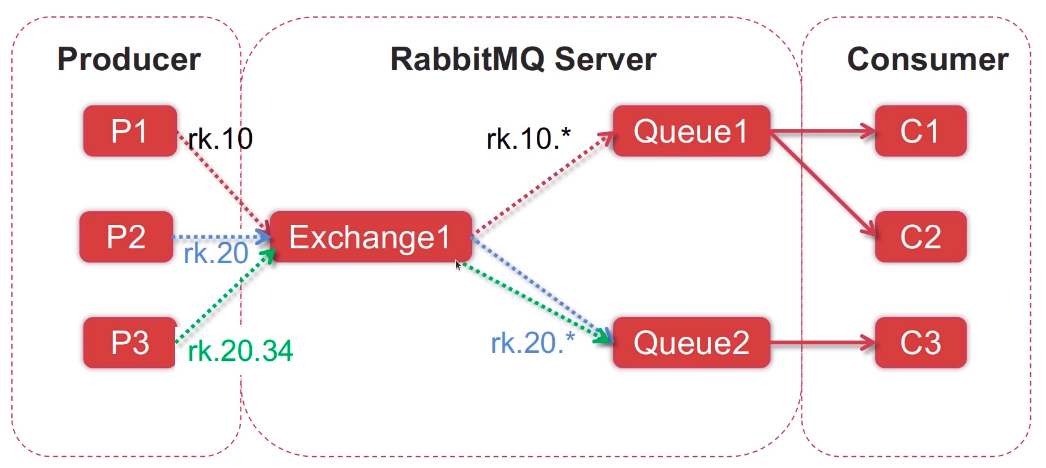 Producer
RabbitMQ Server
Consumer
P1
rk.10
rk.10.*
Queue1
C1
P2
rk.20
Exchange1
C2
P3
rk.20.34
rk.20.*
Queue2
C3